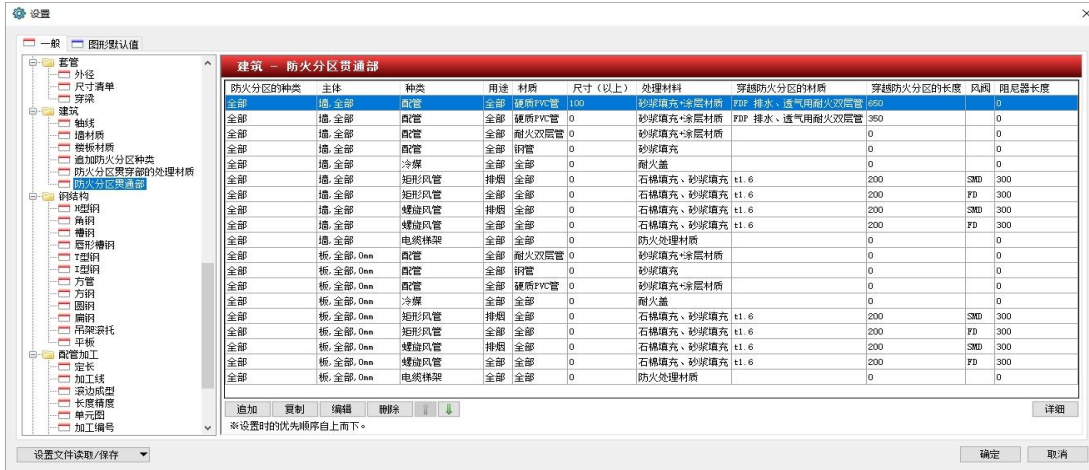 设置
一般 图形默认值
套管
外径
尺寸清单
穿梁
建筑
轴线
墙材质
楼板材质
追加防火分区种类
防火分区贯穿部的处理材质
防火分区贯通部
钢结构
H型钢
角钢
槽钢
唇形槽钢
T型钢
I型钢
方管
方钢
圆钢
扁钢
吊架滚托
平板
配管加工
定长
加工线
滚边成型
长度精度
单元图
加工编号
建筑 - 防火分区贯通部
防火分区的种类 主体 种类 用途 材质 尺寸（以上） 处理材料 穿越防火分区的材质 穿越防火分区的长度 风阀 阻尼器长度
全部 墙,全部 配管 全部 硬质PVC管 100 砂浆填充+涂层材质 FDP 排水、透气用耐火双层管 650 0
全部 墙,全部 配管 全部 硬质PVC管 0 砂浆填充+涂层材质 FDP 排水、透气用耐火双层管 350 0
全部 墙,全部 配管 全部 耐火双层管 0 砂浆填充+涂层材质 0 0
全部 墙,全部 配管 全部 钢管 0 砂浆填充 0 0
全部 墙,全部 冷媒 全部 全部 0 耐火盖 0 0
全部 墙,全部 矩形风管 排烟 全部 0 石棉填充、砂浆填充 t1.6 200 SMD 300
全部 墙,全部 矩形风管 全部 全部 0 石棉填充、砂浆填充 t1.6 200 FD 300
全部 墙,全部 螺旋风管 排烟 全部 0 石棉填充、砂浆填充 t1.6 200 SMD 300
全部 墙,全部 螺旋风管 全部 全部 0 石棉填充、砂浆填充 t1.6 200 FD 300
全部 墙,全部 电缆梯架 全部 全部 0 防火处理材质 0 0
全部 板,全部,0mm 配管 全部 耐火双层管 0 砂浆填充+涂层材质 0 0
全部 板,全部,0mm 配管 全部 钢管 0 砂浆填充 0 0
全部 板,全部,0mm 配管 全部 硬质PVC管 0 砂浆填充+涂层材质 0 0
全部 板,全部,0mm 冷媒 全部 全部 0 耐火盖 0 0
全部 板,全部,0mm 矩形风管 排烟 全部 0 石棉填充、砂浆填充 t1.6 200 SMD 300
全部 板,全部,0mm 矩形风管 全部 全部 0 石棉填充、砂浆填充 t1.6 200 FD 300
全部 板,全部,0mm 螺旋风管 排烟 全部 0 石棉填充、砂浆填充 t1.6 200 SMD 300
全部 板,全部,0mm 螺旋风管 全部 全部 0 石棉填充、砂浆填充 t1.6 200 FD 300
全部 板,全部,0mm 电缆梯架 全部 全部 0 防火处理材质 0 0
追加 复制 编辑 删除 详细
※设置时的优先顺序自上而下。
设置文件读取/保存 确定 取消